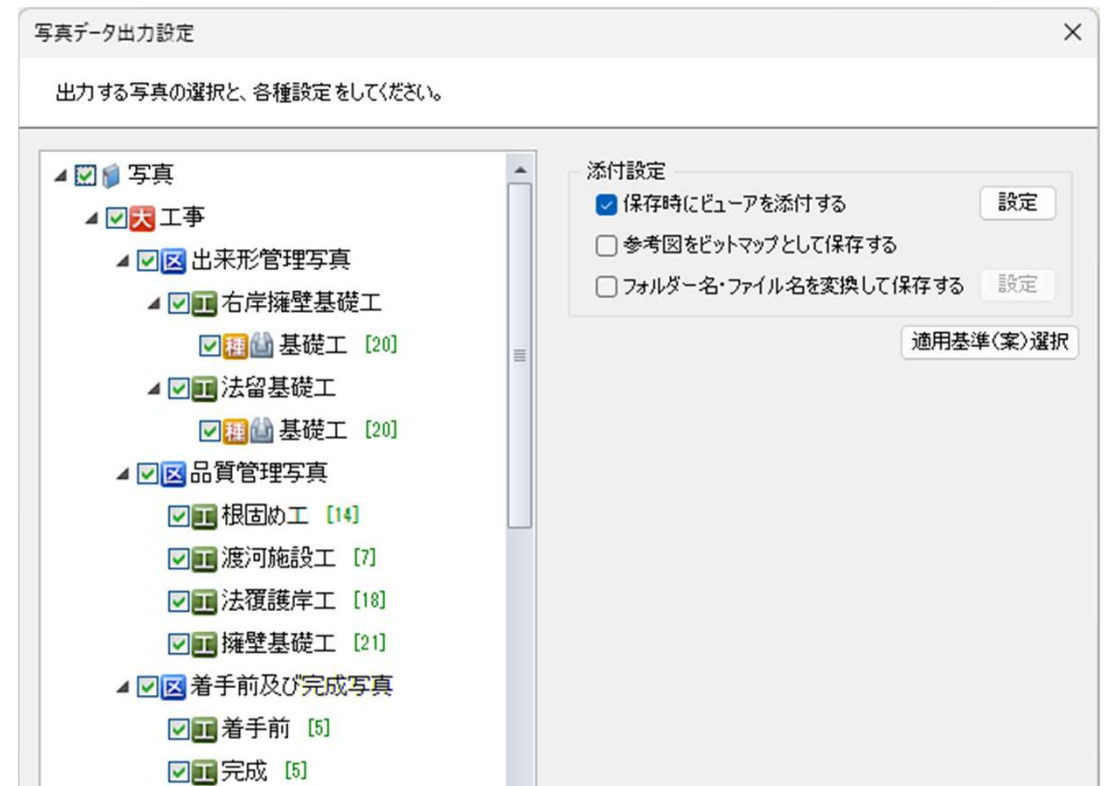 写真データ出力設定
出力する写真の選択と、各種設定をしてください。
写真
大 工事
区 出来形管理写真
工 右岸擁壁基礎工
種 基礎工 [20]
工 法留基礎工
種 基礎工 [20]
区 品質管理写真
工 根固め工 [14]
工 渡河施設工 [7]
工 法覆護岸工 [18]
工 擁壁基礎工 [21]
区 着手前及び完成写真
工 着手前 [5]
工 完成 [5]
添付設定
保存時にビューアを添付する 設定
参考図をビットマップとして保存する
フォルダー名・ファイル名を変換して保存する 設定
適用基準(案)選択